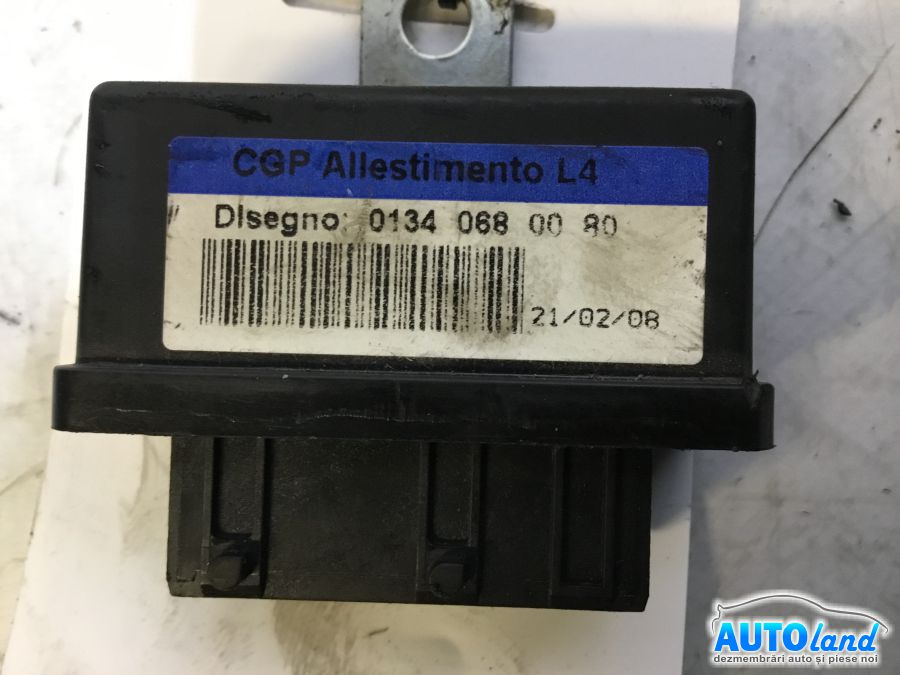 CGP Allestimento L4
Disegno: 0134 068 00 80
21/02/08
AUTOland
dezmembrări auto și piese noi